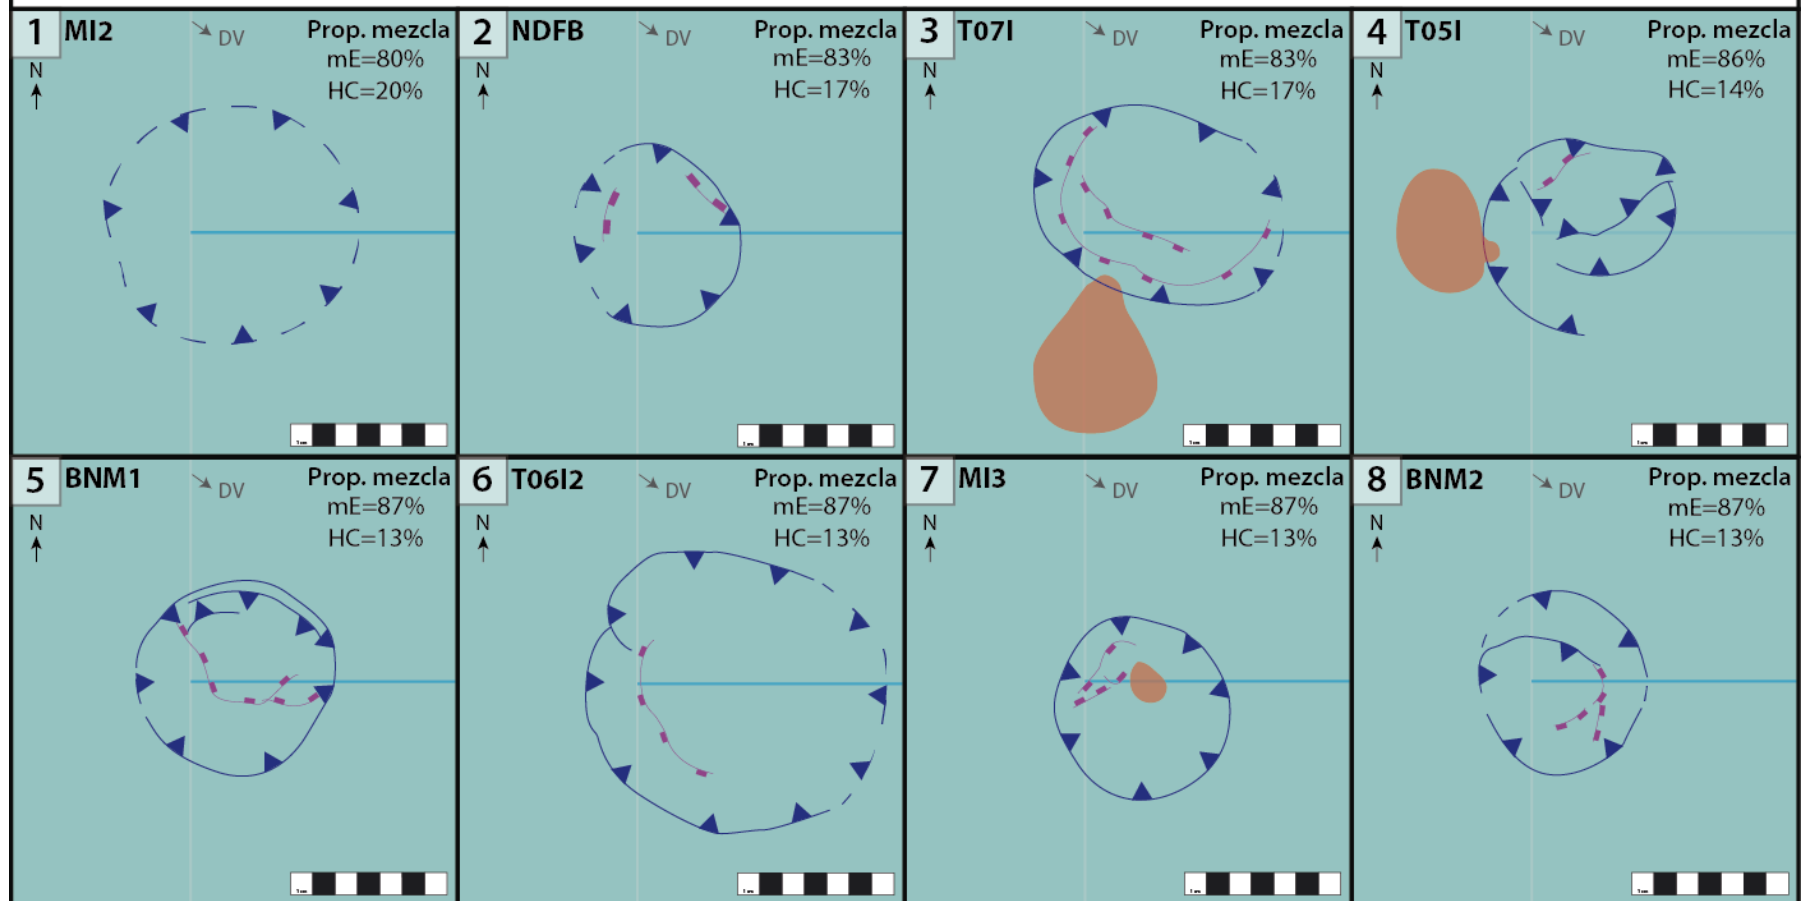 1 MI2
DV
Prop. mezcla
mE=80%
HC=20%
N
2 NDFB
DV
Prop. mezcla
mE=83%
HC=17%
N
3 T07I
DV
Prop. mezcla
mE=83%
HC=17%
N
4 T05I
DV
Prop. mezcla
mE=86%
HC=14%
N
5 BNM1
DV
Prop. mezcla
mE=87%
HC=13%
N
6 T06I2
DV
Prop. mezcla
mE=87%
HC=13%
N
7 MI3
DV
Prop. mezcla
mE=87%
HC=13%
N
8 BNM2
DV
Prop. mezcla
mE=87%
HC=13%
N